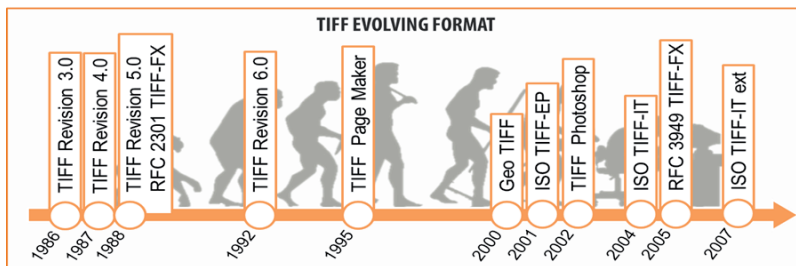 TIFF EVOLVING FORMAT
TIFF Revision 3.0
TIFF Revision 4.0
TIFF Revision 5.0
RFC 2301 TIFF-FX
TIFF Revision 6.0
TIFF Page Maker
Geo TIFF
ISO TIFF-EP
TIFF Photoshop
ISO TIFF-IT
RFC 3949 TIFF-FX
ISO TIFF-IT ext
1986
1987
1988
1992
1995
2000
2001
2002
2004
2005
2007